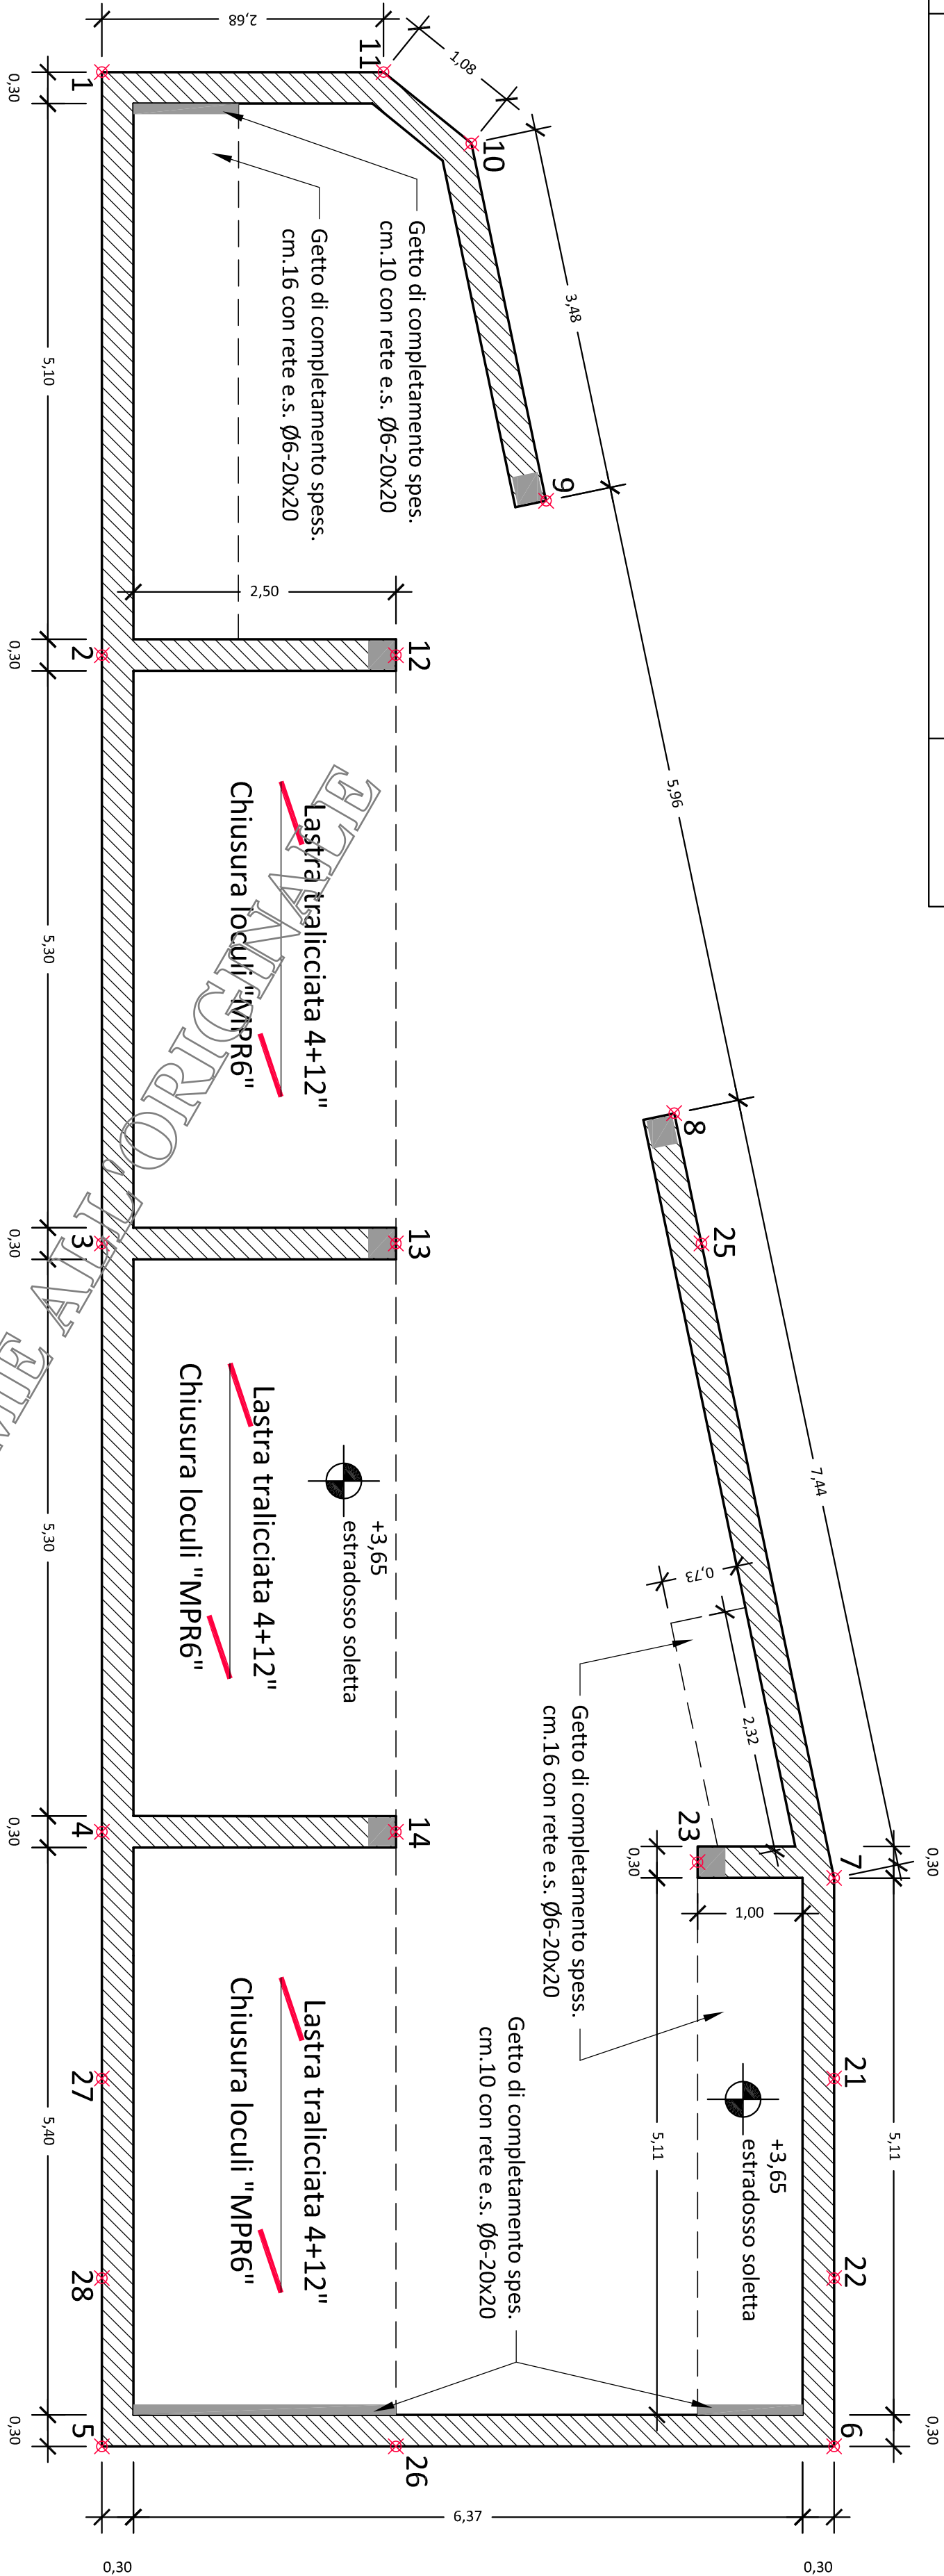 2,68
11
1,08
10
3,48
9
1
0,30
5,10
Getto di completamento spes.
cm.10 con rete e.s. Ø6-20x20
Getto di completamento spess.
cm.16 con rete e.s. Ø6-20x20
2,50
12
2
0,30
5,96
Lastra tralicciata 4+12"
Chiusura loculi "MPR6"
5,30
8
25
13
3
0,30
7,44
Lastra tralicciata 4+12"
Chiusura loculi "MPR6"
+3,65
estradosso soletta
5,30
0,73
2,32
Getto di completamento spess.
cm.16 con rete e.s. Ø6-20x20
23
0,30
7
0,30
1,00
14
4
0,30
Lastra tralicciata 4+12"
Chiusura loculi "MPR6"
Getto di completamento spes.
cm.10 con rete e.s. Ø6-20x20
21
5,11
+3,65
estradosso soletta
5,11
22
27
5,40
28
6
0,30
26
5
0,30
6,37
0,30
0,30
ME ALL'ORIGINALE